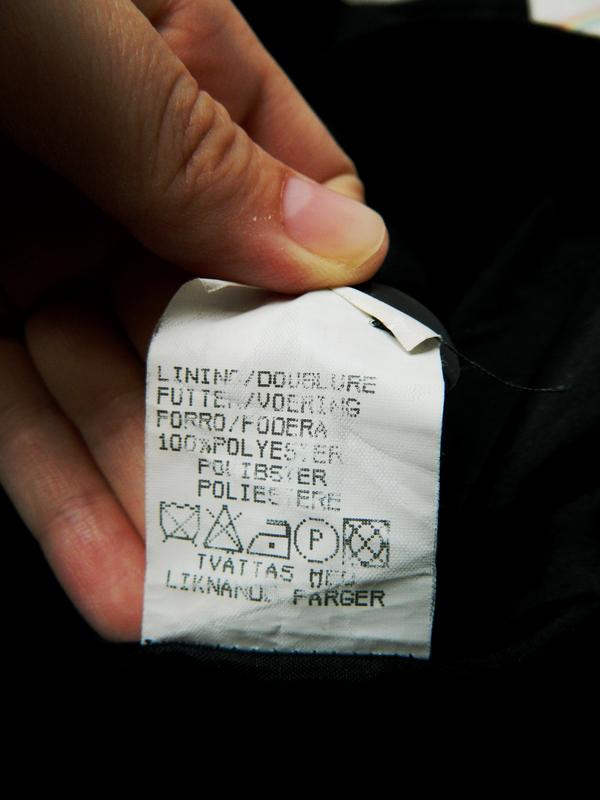 LINING/DOUBLURE
FUTTER/VOERING
FORRO/FODERA
100%POLYESTER
POLIESTER
POLIESTERE
P
TVATTAS MED
LIKNANDE FARGER